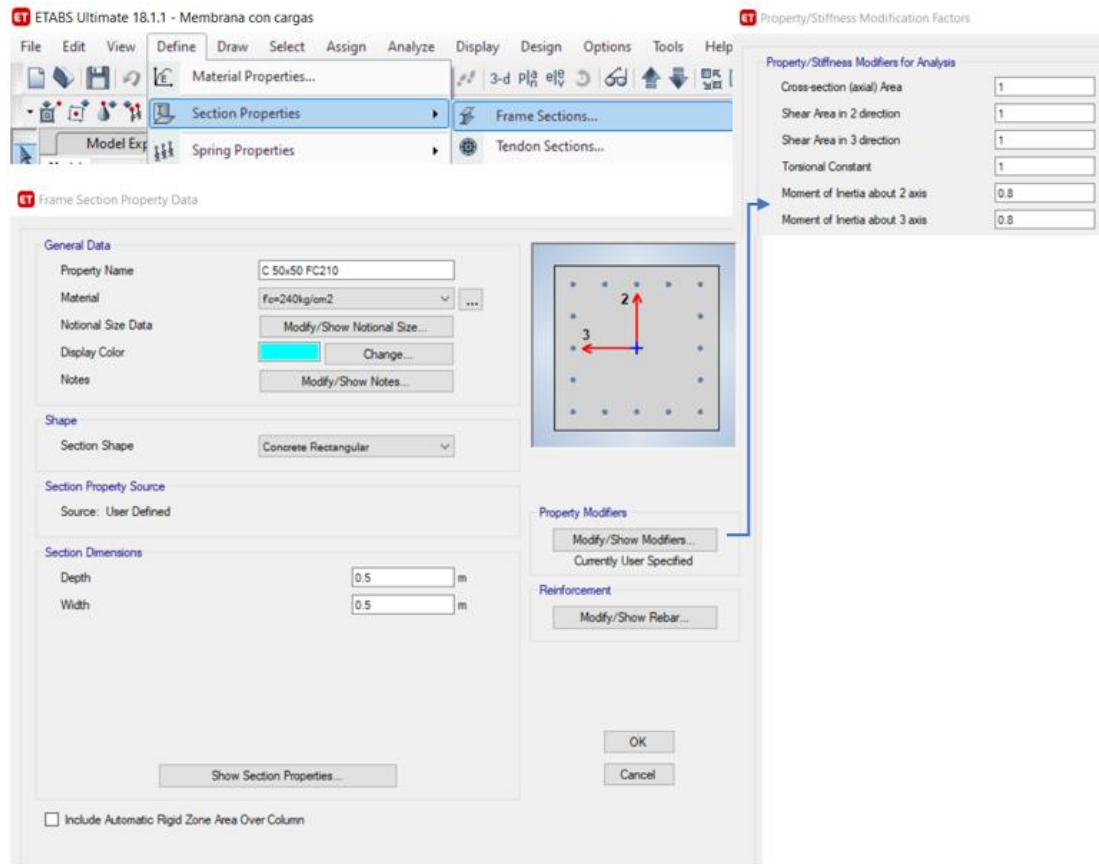 ETABS Ultimate 18.1.1 - Membrana con cargas
File Edit View Define Draw Select Assign Analyze Display Design Options Tools Help
Material Properties...
3-d
Section Properties
Frame Sections...
Model Exp
Spring Properties
Tendon Sections...
ET Property/Stiffness Modification Factors
Property/Stiffness Modifiers for Analysis
Cross-section (axial) Area 1
Shear Area in 2 direction 1
Shear Area in 3 direction 1
Torsional Constant 1
Moment of Inertia about 2 axis 0.8
Moment of Inertia about 3 axis 0.8
ET Frame Section Property Data
General Data
Property Name C 50x50 FC210
Material f'c=240kg/cm2 ...
Notional Size Data Modify/Show Notional Size...
Display Color Change...
Notes Modify/Show Notes...
2
3
Shape
Section Shape Concrete Rectangular
Section Property Source
Source: User Defined
Section Dimensions
Depth 0.5 m
Width 0.5 m
Property Modifiers
Modify/Show Modifiers...
Currently User Specified
Reinforcement
Modify/Show Rebar...
OK
Cancel
Show Section Properties...
Include Automatic Rigid Zone Area Over Column